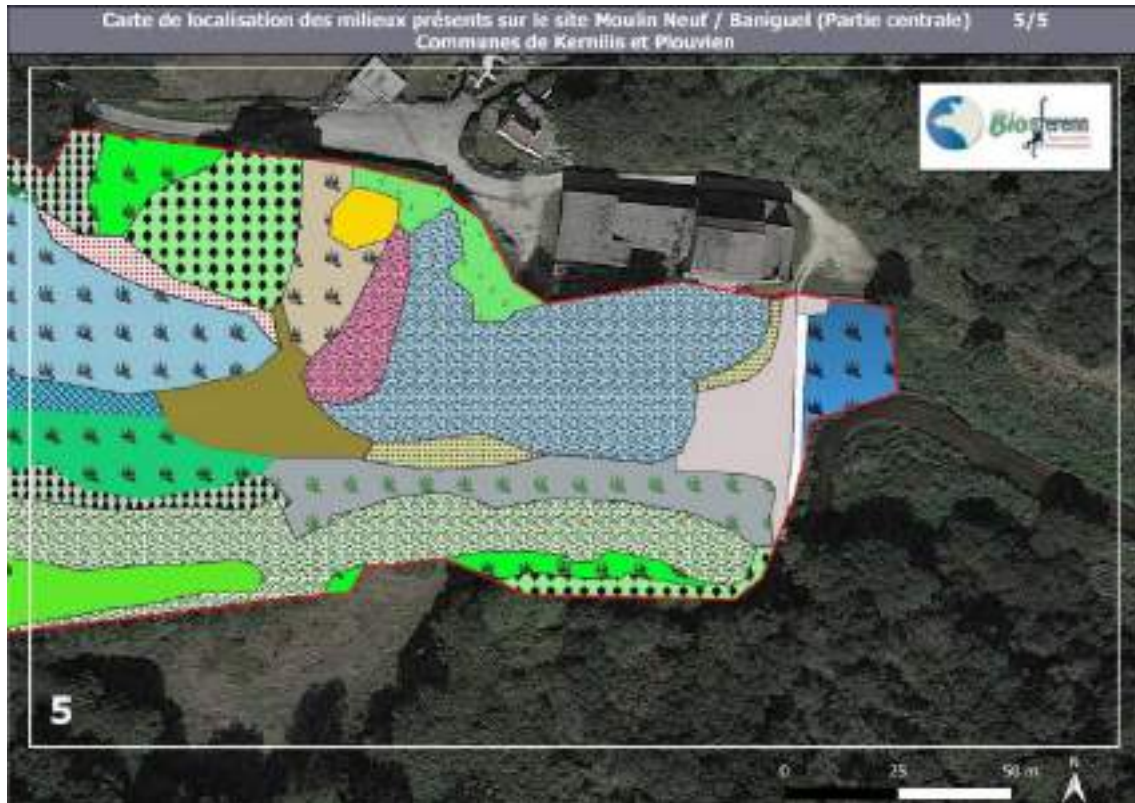 Carte de localisation des milieux présents sur le site Moulin Neuf / Baniguel (Partie centrale) 5/5
Communes de Kernilis et Plouvien
Biosferenn
5
0 25 50 m
N